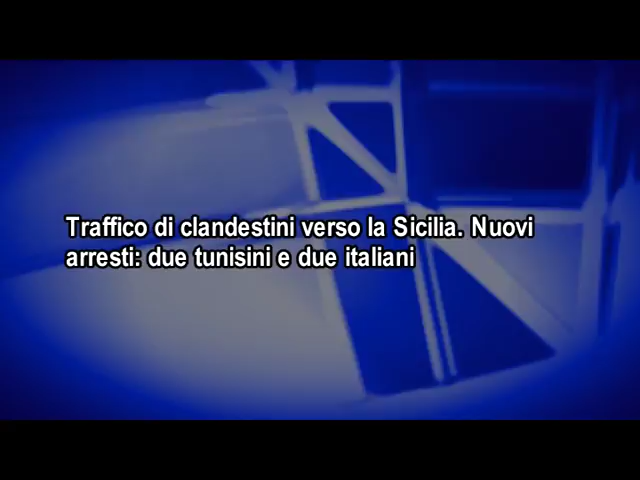 Traffico di clandestini verso la Sicilia. Nuovi
arresti: due tunisini e due italiani